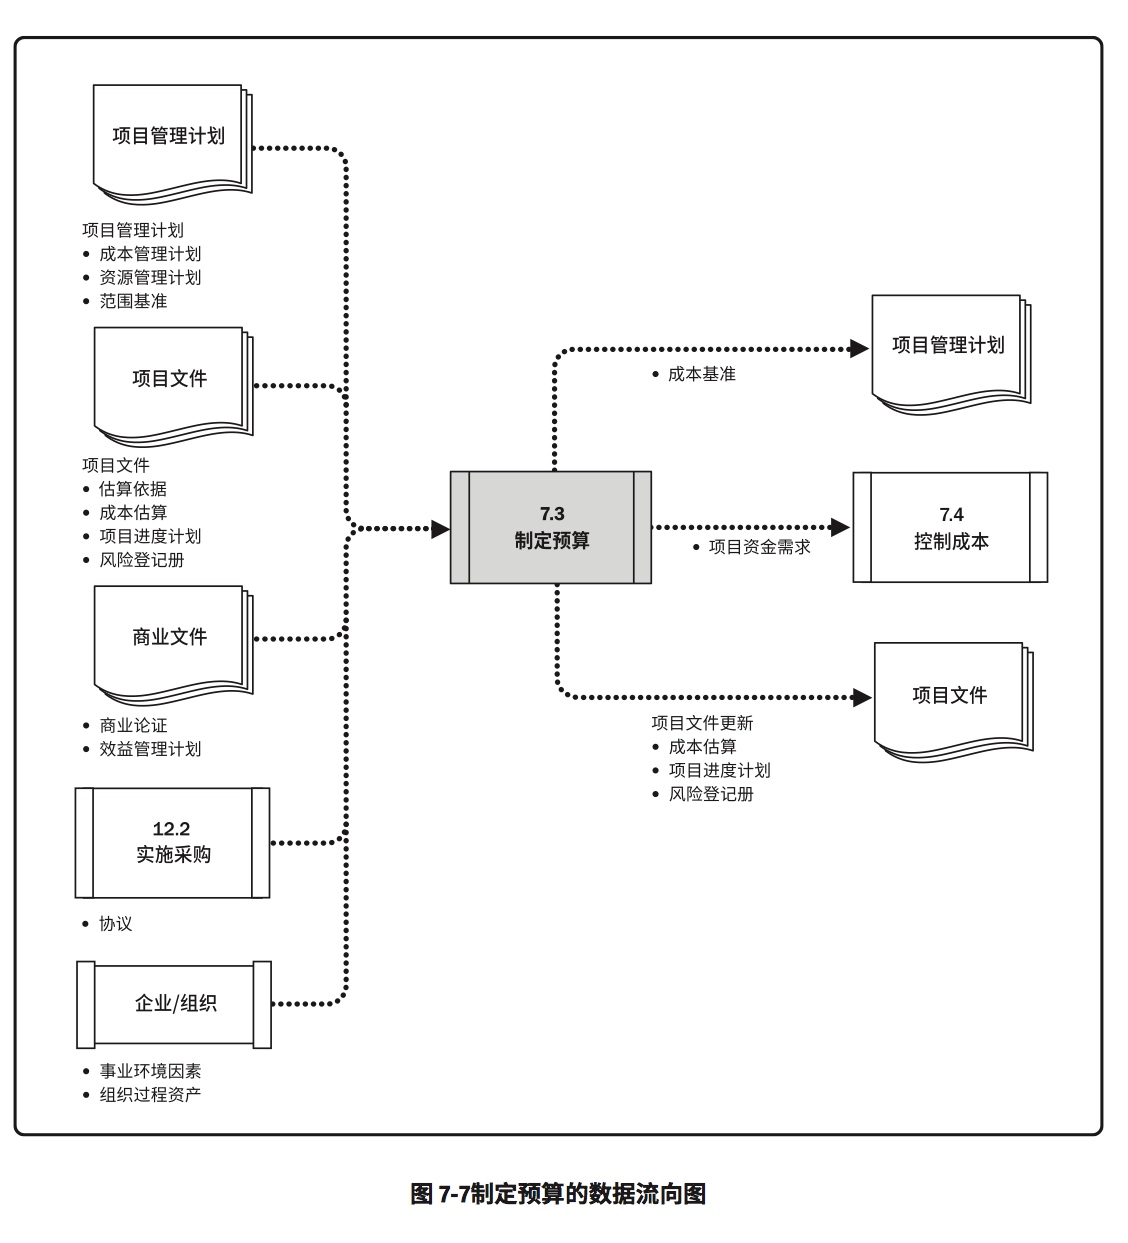 项目管理计划
项目管理计划
• 成本管理计划
• 资源管理计划
• 范围基准
项目文件
项目文件
• 估算依据
• 成本估算
• 项目进度计划
• 风险登记册
商业文件
• 商业论证
• 效益管理计划
12.2
实施采购
• 协议
企业/组织
• 事业环境因素
• 组织过程资产
7.3
制定预算
• 成本基准
项目管理计划
• 项目资金需求
7.4
控制成本
项目文件
项目文件更新
• 成本估算
• 项目进度计划
• 风险登记册
图 7-7制定预算的数据流向图